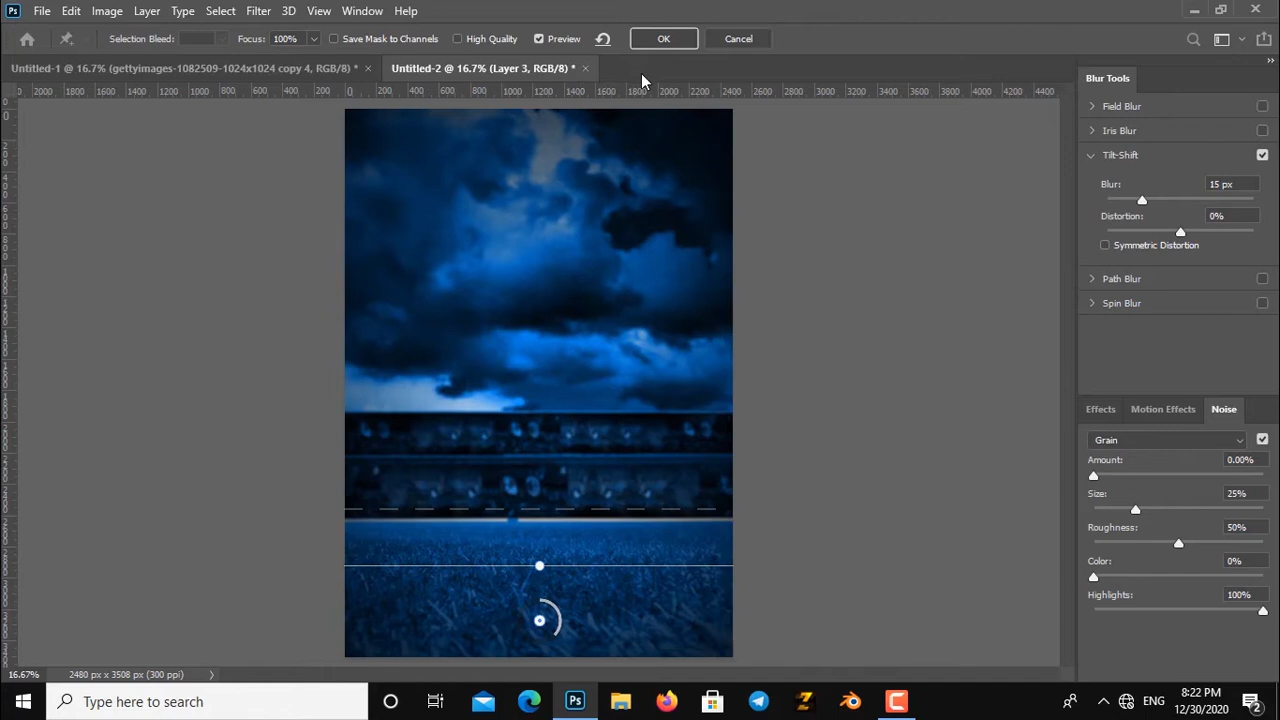 Ps File Edit Image Layer Type Select Filter 3D View Window Help
Selection Bleed: Focus: 100% Save Mask to Channels High Quality Preview OK Cancel
Untitled-1 @ 16.7% (gettyimages-1082509-1024x1024 copy 4, RGB/8) * × Untitled-2 @ 16.7% (Layer 3, RGB/8) * ×
2000 800 600 400 200 0 200 400 600 800 1000 1200 1400 1600 1800 2000 2200 2400 2600 2800 3000 3200 3400 3600 3800 4000 4200 4400
Blur Tools
Field Blur
Iris Blur
Tilt-Shift
Blur: 15 px
Distortion: 0%
Symmetric Distortion
Path Blur
Spin Blur
Effects Motion Effects Noise
Grain
Amount: 0.00%
Size: 25%
Roughness: 50%
Color: 0%
Highlights: 100%
16.67% 2480 px x 3508 px (300 ppi)
Type here to search
Ps
ENG
8:22 PM
12/30/2020
2